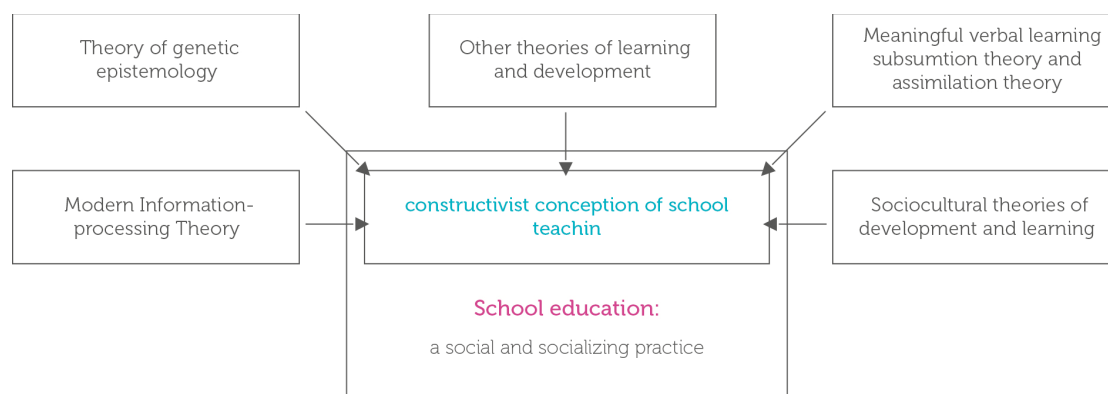 Theory of genetic
epistemology
Other theories of learning
and development
Meaningful verbal learning
subsumtion theory and
assimilation theory
Modern Information-
processing Theory
constructivist conception of school
teachin
Sociocultural theories of
development and learning
School education:
a social and socializing practice